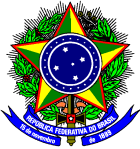 REPÚBLICA FEDERATIVA DO BRASIL
15 de novembro de 1889